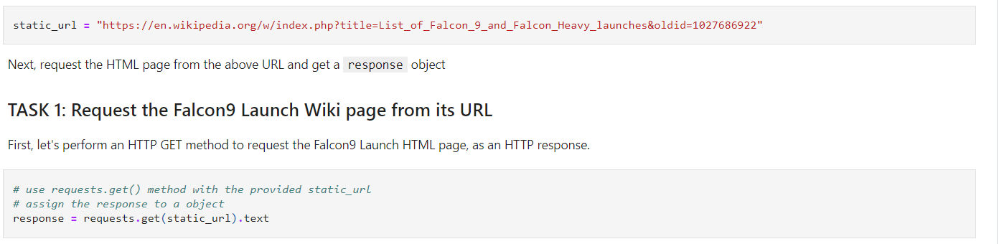 static_url = "https://en.wikipedia.org/w/index.php?title=List_of_Falcon_9_and_Falcon_Heavy_launches&oldid=1027686922"
Next, request the HTML page from the above URL and get a response object
TASK 1: Request the Falcon9 Launch Wiki page from its URL
First, let's perform an HTTP GET method to request the Falcon9 Launch HTML page, as an HTTP response.
# use requests.get() method with the provided static_url
# assign the response to a object
response = requests.get(static_url).text